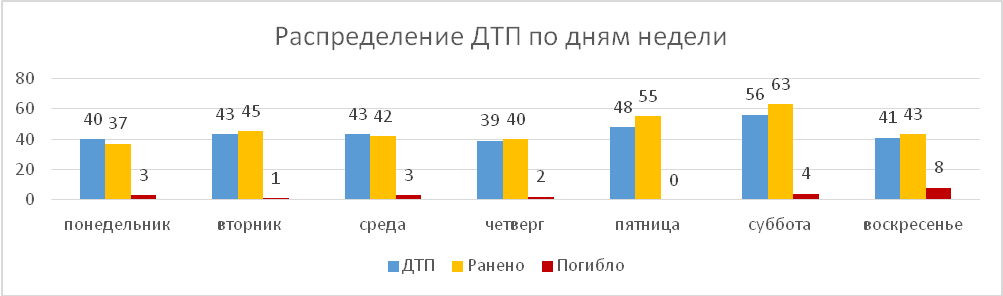 Распределение ДТП по дням недели
80
60
40
20
0
40 37 3
43 45 1
43 42 3
39 40 2
48 55 0
56 63 4
41 43 8
понедельник вторник среда четверг пятница суббота воскресенье
ДТП Ранено Погибло